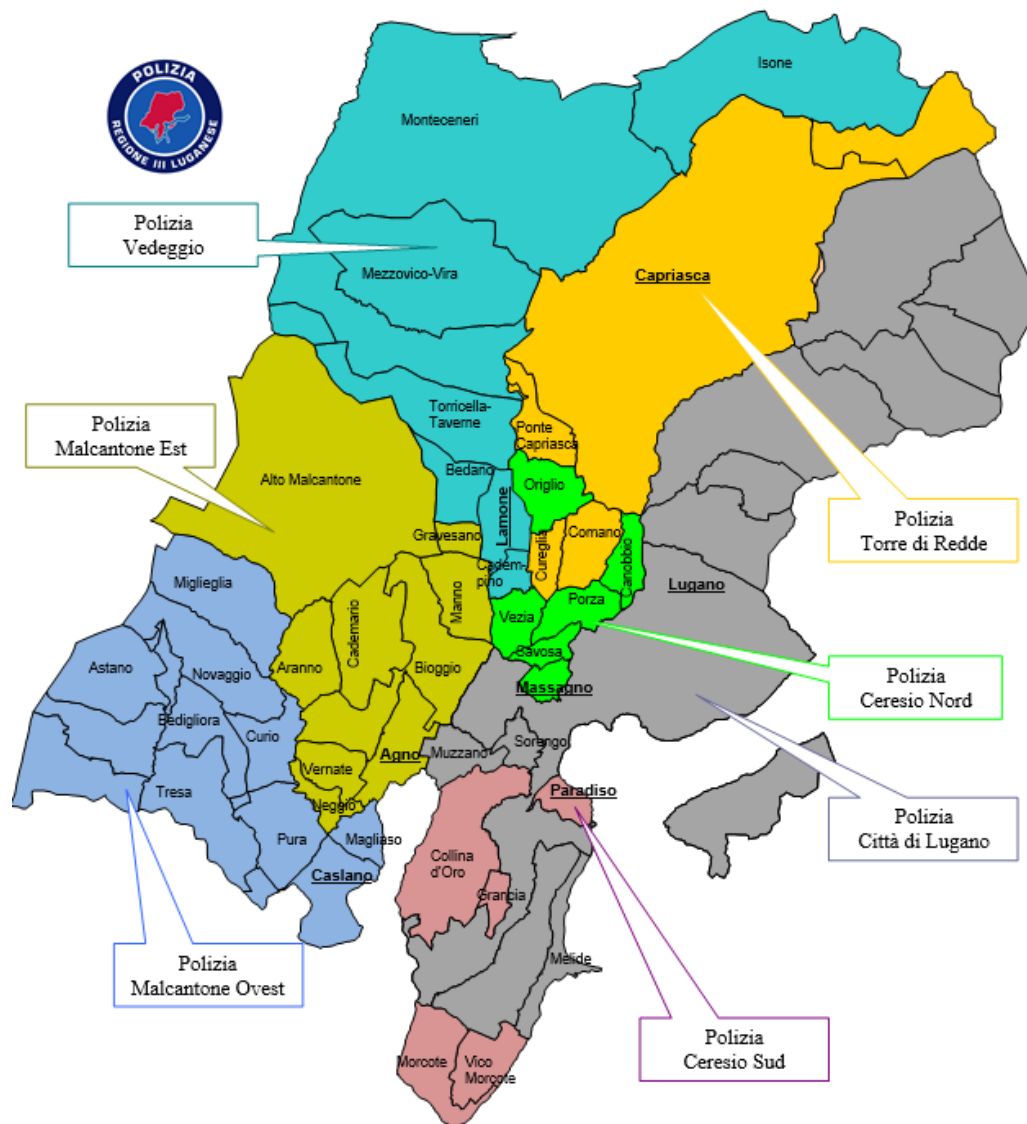 POLIZIA
REGIONE III LUGANESE
Isone
Monteceneri
Polizia
Vedeggio
Mezzovico-Vira
Capriasca
Torricella-
Taverne
Ponte
Capriasca
Polizia
Malcantone Est
Bedano
Alto Malcantone
Origlio
Lamone
Gravesano
Comano
Cureglia
Canobbio
Polizia
Torre di Redde
Cadem-
pino
Miglieglia
Manno
Lugano
Porza
Vezia
Cademario
Savosa
Astano
Novaggio
Aranno
Bioggio
Massagno
Polizia
Ceresio Nord
Bedigliora
Curio
Sorengo
Muzzano
Agno
Vernate
Tresa
Neggio
Paradiso
Polizia
Città di Lugano
Pura
Magliaso
Caslano
Collina
d'Oro
Grancia
Polizia
Malcantone Ovest
Melide
Polizia
Ceresio Sud
Morcote
Vico
Morcote